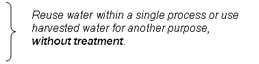 Reuse water within a single process or use
harvested water for another purpose,
without treatment.